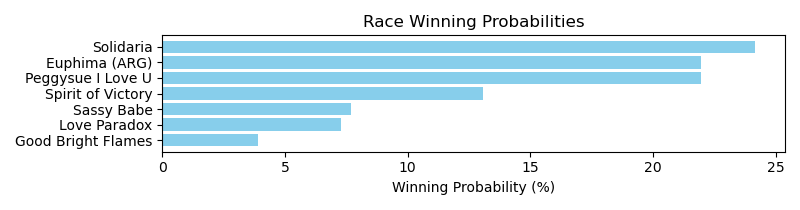 Race Winning Probabilities
Solidaria
Euphima (ARG)
Peggysue I Love U
Spirit of Victory
Sassy Babe
Love Paradox
Good Bright Flames
0 5 10 15 20 25
Winning Probability (%)